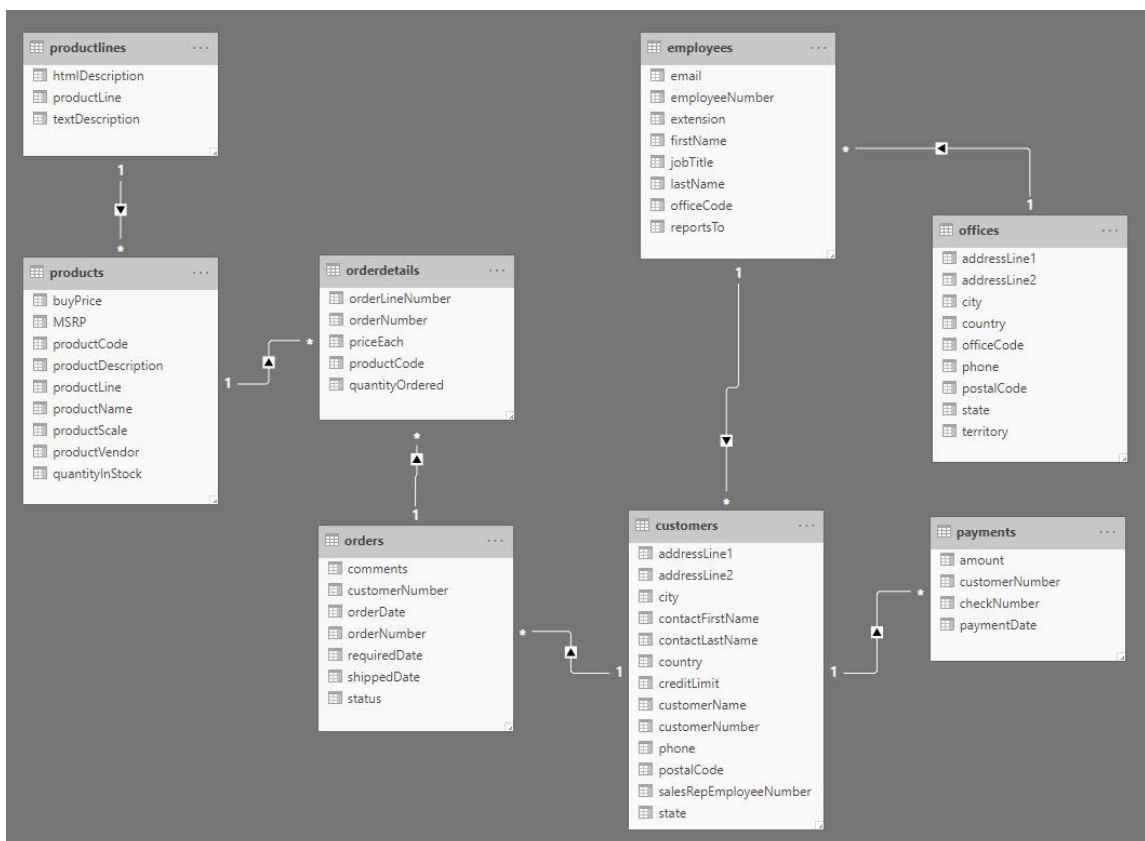 productlines
htmlDescription
productLine
textDescription
1
*
products
buyPrice
MSRP
productCode
productDescription
productLine
productName
productScale
productVendor
quantityInStock
1
*
orderdetails
orderLineNumber
orderNumber
priceEach
productCode
quantityOrdered
*
1
orders
comments
customerNumber
orderDate
orderNumber
requiredDate
shippedDate
status
*
1
employees
email
employeeNumber
extension
firstName
jobTitle
lastName
officeCode
reportsTo
*
1
offices
addressLine1
addressLine2
city
country
officeCode
phone
postalCode
state
territory
1
*
customers
addressLine1
addressLine2
city
contactFirstName
contactLastName
country
creditLimit
customerName
customerNumber
phone
postalCode
salesRepEmployeeNumber
state
1
*
payments
amount
customerNumber
checkNumber
paymentDate